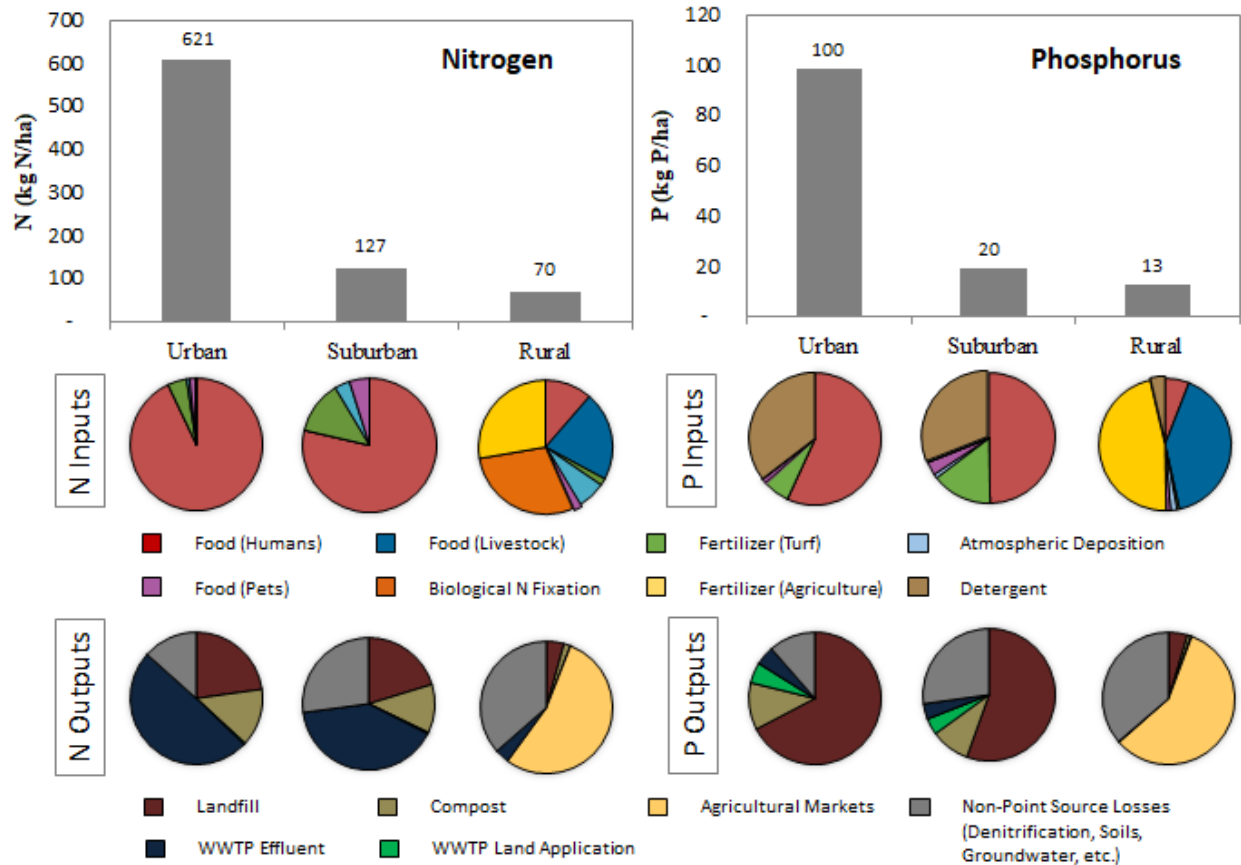 700
600
500
400
300
200
100
-
N (kg N/ha)
Nitrogen
621
127
70
Urban Suburban Rural
120
100
80
60
40
20
-
P (kg P/ha)
Phosphorus
100
20
13
Urban Suburban Rural
N Inputs
P Inputs
Food (Humans) Food (Livestock) Fertilizer (Turf) Atmospheric Deposition
Food (Pets) Biological N Fixation Fertilizer (Agriculture) Detergent
N Outputs
P Outputs
Landfill Compost Agricultural Markets Non-Point Source Losses
(Denitrification, Soils,
WWTP Effluent WWTP Land Application Groundwater, etc.)